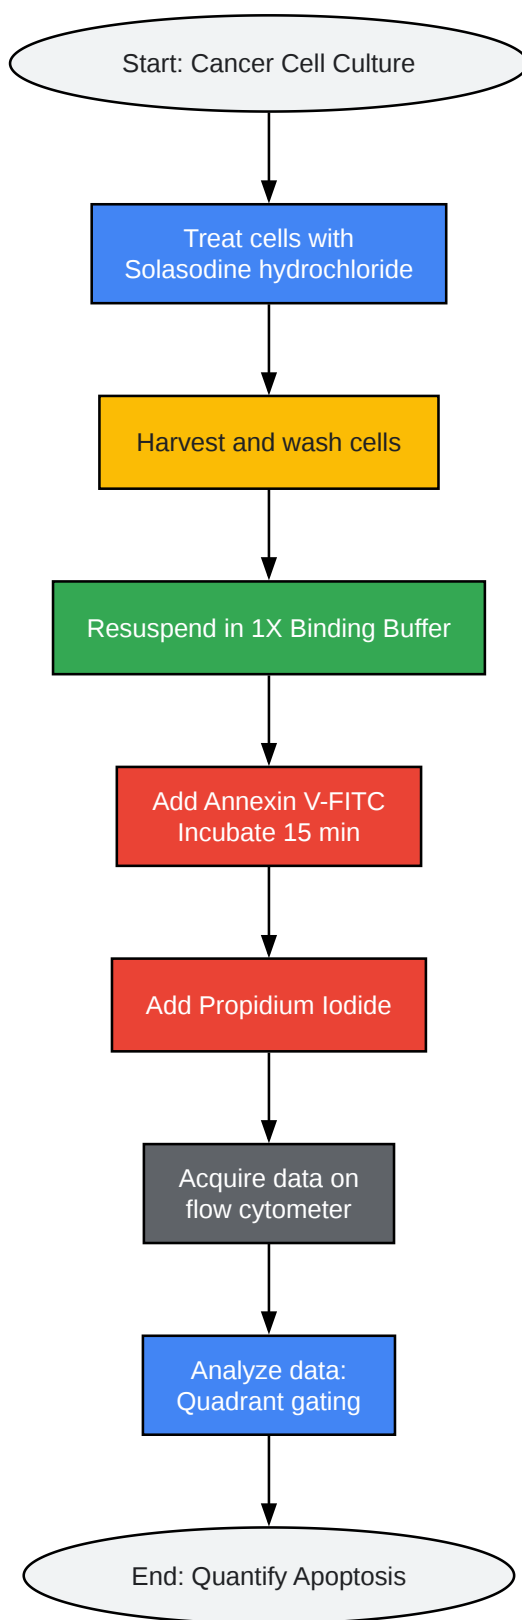 Start: Cancer Cell Culture
Treat cells with
Solasodine hydrochloride
Harvest and wash cells
Resuspend in 1X Binding Buffer
Add Annexin V-FITC
Incubate 15 min
Add Propidium Iodide
Acquire data on
flow cytometer
Analyze data:
Quadrant gating
End: Quantify Apoptosis